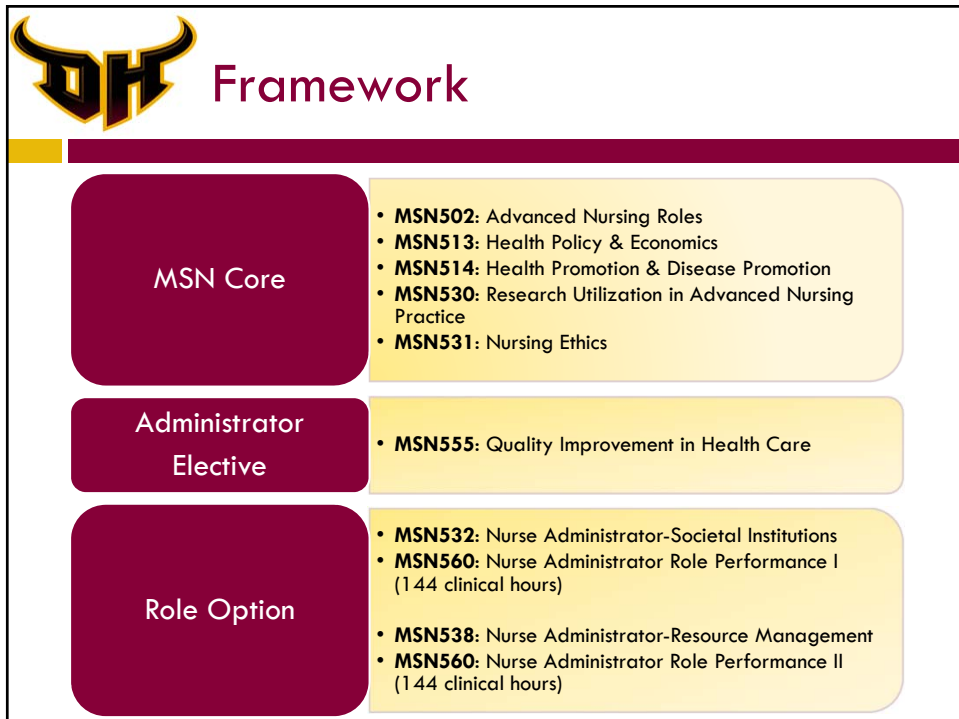 DH
Framework
MSN Core
• MSN502: Advanced Nursing Roles
• MSN513: Health Policy & Economics
• MSN514: Health Promotion & Disease Promotion
• MSN530: Research Utilization in Advanced Nursing
Practice
• MSN531: Nursing Ethics
Administrator
Elective
• MSN555: Quality Improvement in Health Care
Role Option
• MSN532: Nurse Administrator-Societal Institutions
• MSN560: Nurse Administrator Role Performance I
(144 clinical hours)
• MSN538: Nurse Administrator-Resource Management
• MSN560: Nurse Administrator Role Performance II
(144 clinical hours)